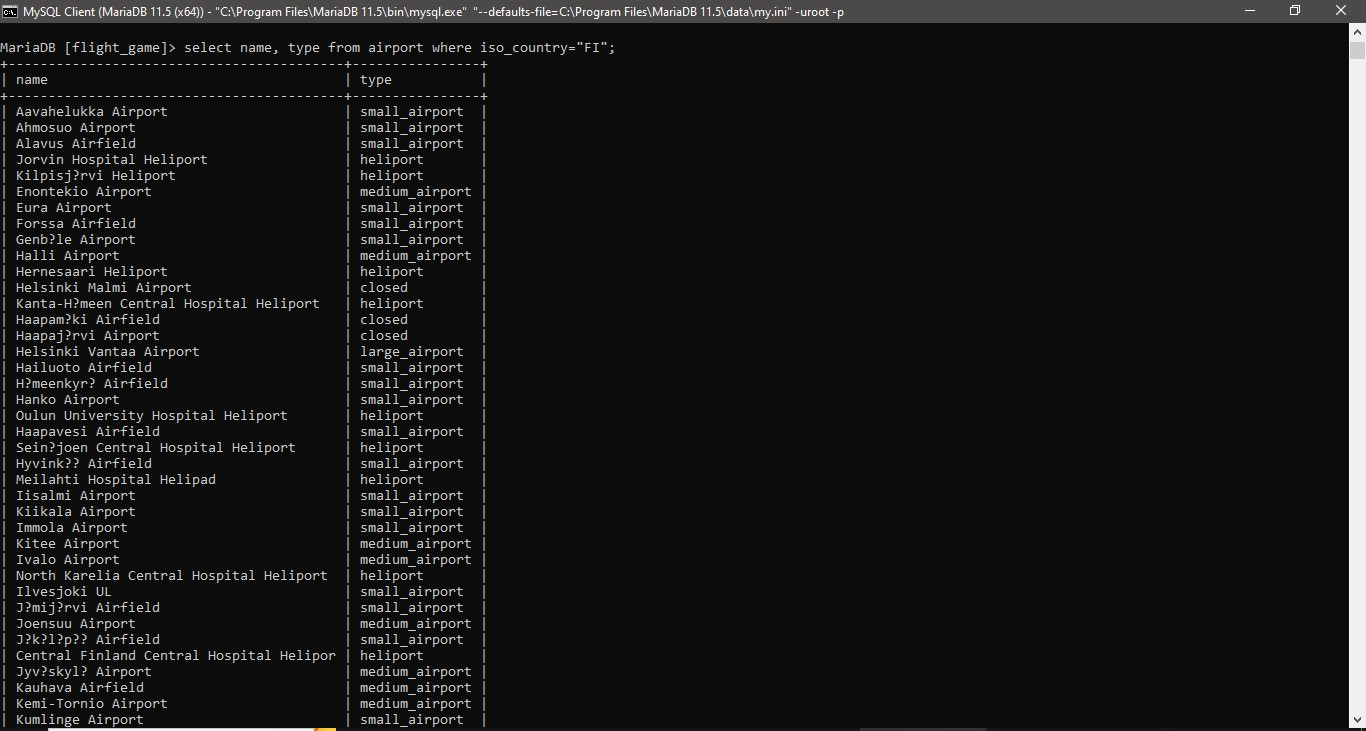 MySQL Client (MariaDB 11.5 (x64)) - "C:\Program Files\MariaDB 11.5\bin\mysql.exe" "--defaults-file=C:\Program Files\MariaDB 11.5\data\my.ini" -uroot -p
MariaDB [flight_game]> select name, type from airport where iso_country="FI";
+------------------------------------------+----------------+
| name                                     | type           |
+------------------------------------------+----------------+
| Aavahelukka Airport                      | small_airport  |
| Ahmosuo Airport                          | small_airport  |
| Alavus Airfield                          | small_airport  |
| Jorvin Hospital Heliport                 | heliport       |
| Kilpisj?rvi Heliport                     | heliport       |
| Enontekio Airport                        | medium_airport |
| Eura Airport                             | small_airport  |
| Forssa Airfield                          | small_airport  |
| Genb?le Airport                          | small_airport  |
| Halli Airport                            | medium_airport |
| Hernesaari Heliport                      | heliport       |
| Helsinki Malmi Airport                   | closed         |
| Kanta-H?meen Central Hospital Heliport   | heliport       |
| Haapam?ki Airfield                       | closed         |
| Haapaj?rvi Airport                       | closed         |
| Helsinki Vantaa Airport                  | large_airport  |
| Hailuoto Airfield                        | small_airport  |
| H?meenkyr? Airfield                      | small_airport  |
| Hanko Airport                            | small_airport  |
| Oulun University Hospital Heliport       | heliport       |
| Haapavesi Airfield                       | small_airport  |
| Sein?joen Central Hospital Heliport      | heliport       |
| Hyvink?? Airfield                        | small_airport  |
| Meilahti Hospital Helipad                | heliport       |
| Iisalmi Airport                          | small_airport  |
| Kiikala Airport                          | small_airport  |
| Immola Airport                           | small_airport  |
| Kitee Airport                            | medium_airport |
| Ivalo Airport                            | medium_airport |
| North Karelia Central Hospital Heliport  | heliport       |
| Ilvesjoki UL                             | small_airport  |
| J?mij?rvi Airfield                       | small_airport  |
| Joensuu Airport                          | medium_airport |
| J?k?l?p?? Airfield                       | small_airport  |
| Central Finland Central Hospital Helipor | heliport       |
| Jyv?skyl? Airport                        | medium_airport |
| Kauhava Airfield                         | medium_airport |
| Kemi-Tornio Airport                      | medium_airport |
| Kumlinge Airport                         | small_airport  |